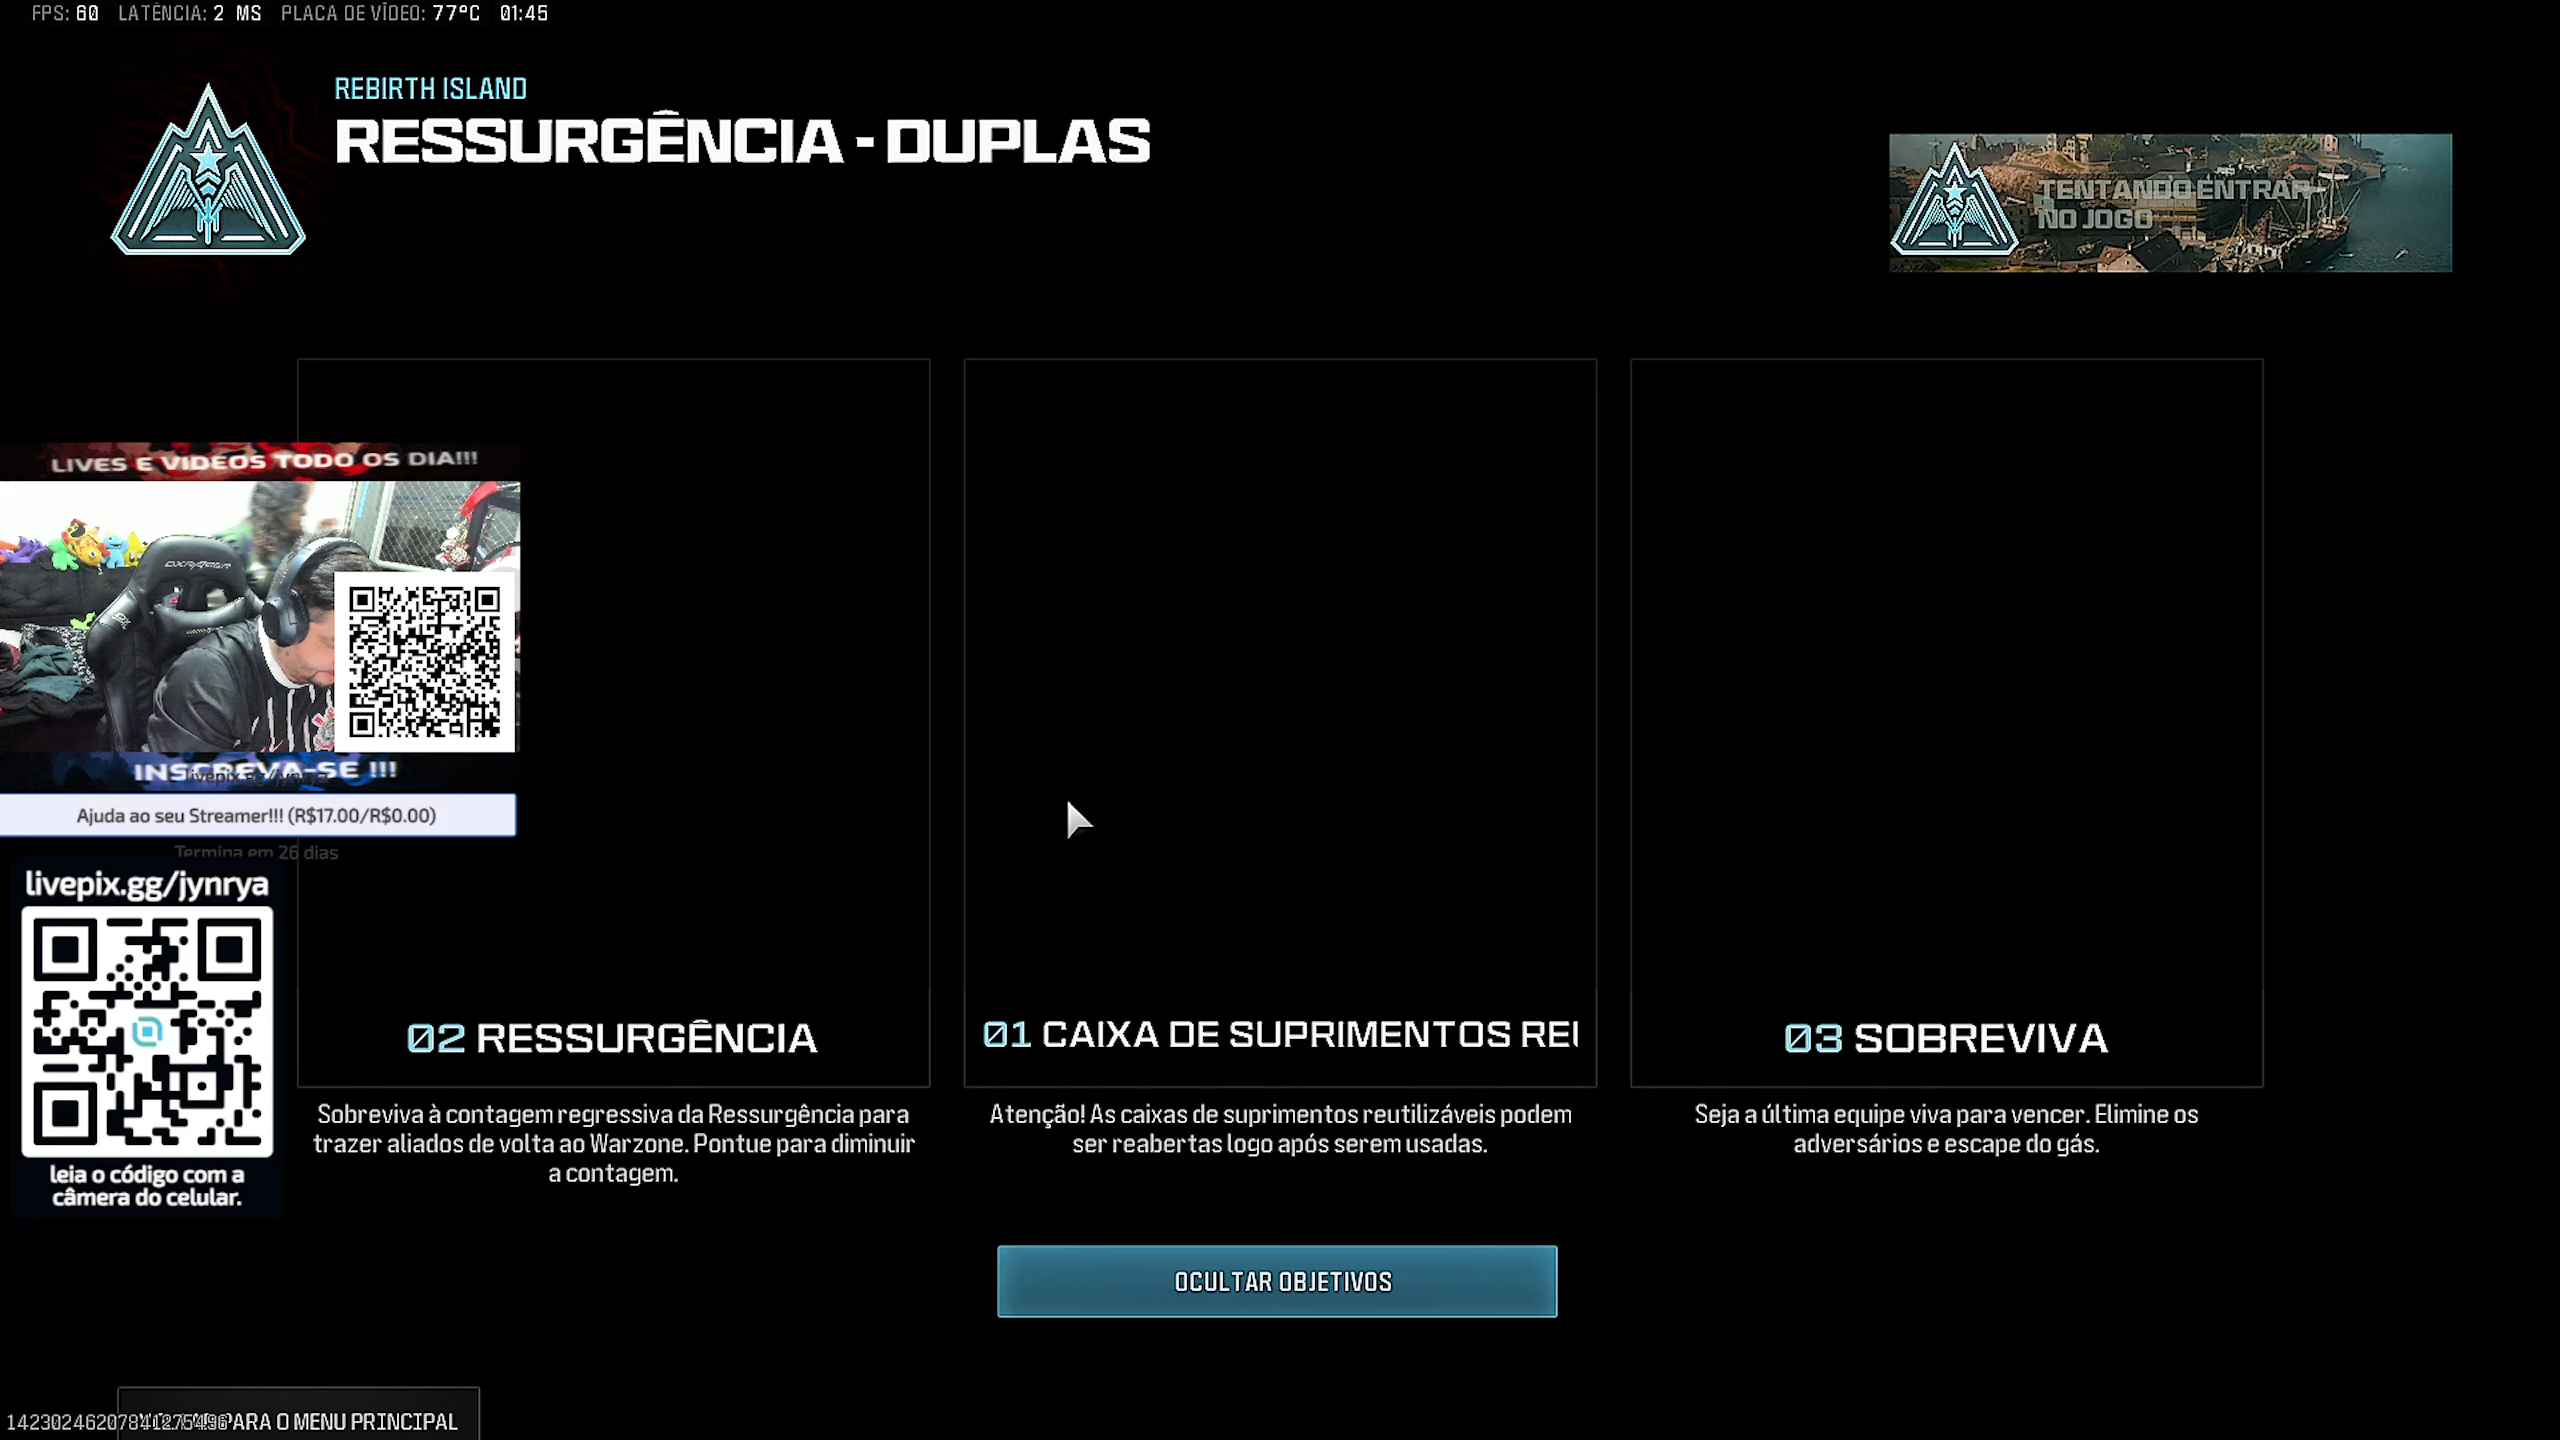 FPS: 60 LATÊNCIA: 2 MS PLACA DE VÍDEO: 77°C 01:45
REBIRTH ISLAND
RESSURGÊNCIA - DUPLAS
TENTANDO ENTRAR
NO JOGO
LIVES E VIDEOS TODO OS DIA!!!
DXRACER
INSCREVA-SE !!!
livepix.gg/jynrya
Ajuda ao seu Streamer!!! (R$17.00/R$0.00)
Termina em 26 dias
livepix.gg/jynrya
leia o código com a
câmera do celular.
02 RESSURGÊNCIA
Sobreviva à contagem regressiva da Ressurgência para
trazer aliados de volta ao Warzone. Pontue para diminuir
a contagem.
01 CAIXA DE SUPRIMENTOS REI
Atenção! As caixas de suprimentos reutilizáveis podem
ser reabertas logo após serem usadas.
03 SOBREVIVA
Seja a última equipe viva para vencer. Elimine os
adversários e escape do gás.
OCULTAR OBJETIVOS
PARA O MENU PRINCIPAL